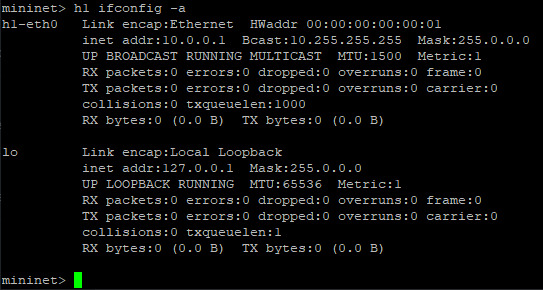 mininet> h1 ifconfig -a
h1-eth0   Link encap:Ethernet  HWaddr 00:00:00:00:00:01
          inet addr:10.0.0.1  Bcast:10.255.255.255  Mask:255.0.0.0
          UP BROADCAST RUNNING MULTICAST  MTU:1500  Metric:1
          RX packets:0 errors:0 dropped:0 overruns:0 frame:0
          TX packets:0 errors:0 dropped:0 overruns:0 carrier:0
          collisions:0 txqueuelen:1000
          RX bytes:0 (0.0 B)  TX bytes:0 (0.0 B)
lo        Link encap:Local Loopback
          inet addr:127.0.0.1  Mask:255.0.0.0
          UP LOOPBACK RUNNING  MTU:65536  Metric:1
          RX packets:0 errors:0 dropped:0 overruns:0 frame:0
          TX packets:0 errors:0 dropped:0 overruns:0 carrier:0
          collisions:0 txqueuelen:1
          RX bytes:0 (0.0 B)  TX bytes:0 (0.0 B)
mininet>